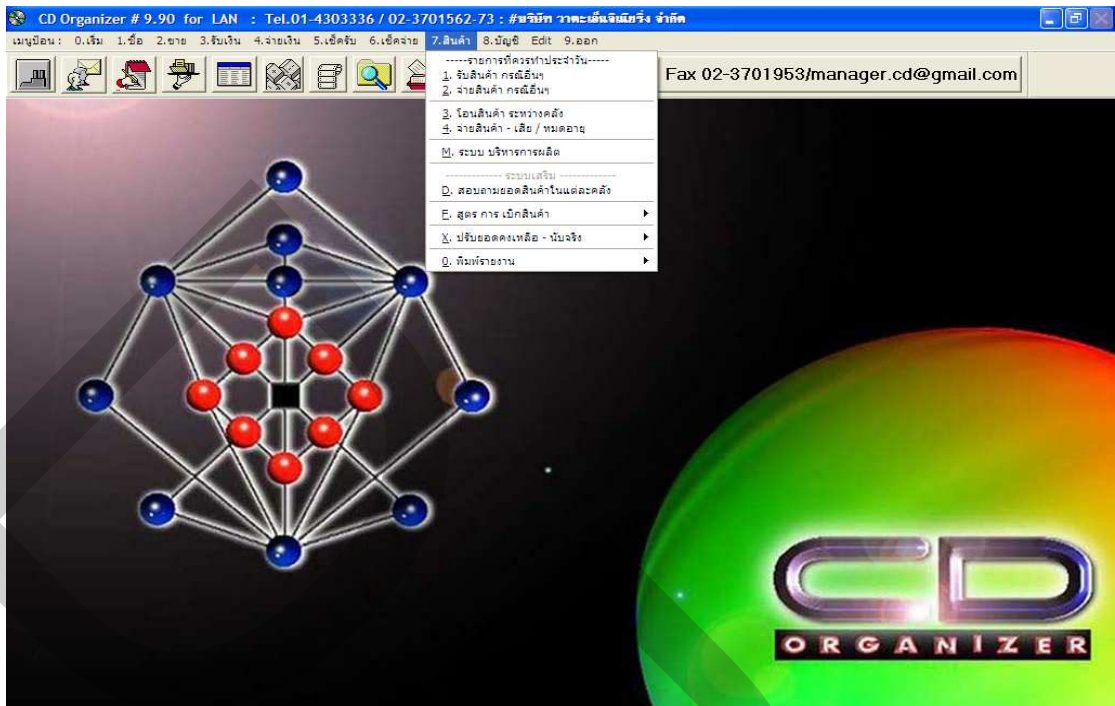 CD Organizer # 9.90 for LAN : Tel.01-4303336 / 02-3701562-73 : #บริษัท วาตะเอ็นจิเนียริ่ง จำกัด
เมนูป้อน : 0.เริ่ม 1.ซื้อ 2.ขาย 3.รับเงิน 4.จ่ายเงิน 5.เช็ครับ 6.เช็คจ่าย 7.สินค้า 8.บัญชี Edit 9.ออก
Fax 02-3701953/manager.cd@gmail.com
-----รายการที่ควรทำประจำวัน-----
1. รับสินค้า กรณีอื่นๆ
2. จ่ายสินค้า กรณีอื่นๆ
3. โอนสินค้า ระหว่างคลัง
4. จ่ายสินค้า - เสีย / หมดอายุ
M. ระบบ บริหารการผลิต
-------------- ระบบเสริม --------------
D. สอบถามยอดสินค้าในแต่ละคลัง
F. สูตร การ เบิกสินค้า
X. ปรับยอดคงเหลือ - นับจริง
0. พิมพ์รายงาน
CD
ORGANIZER